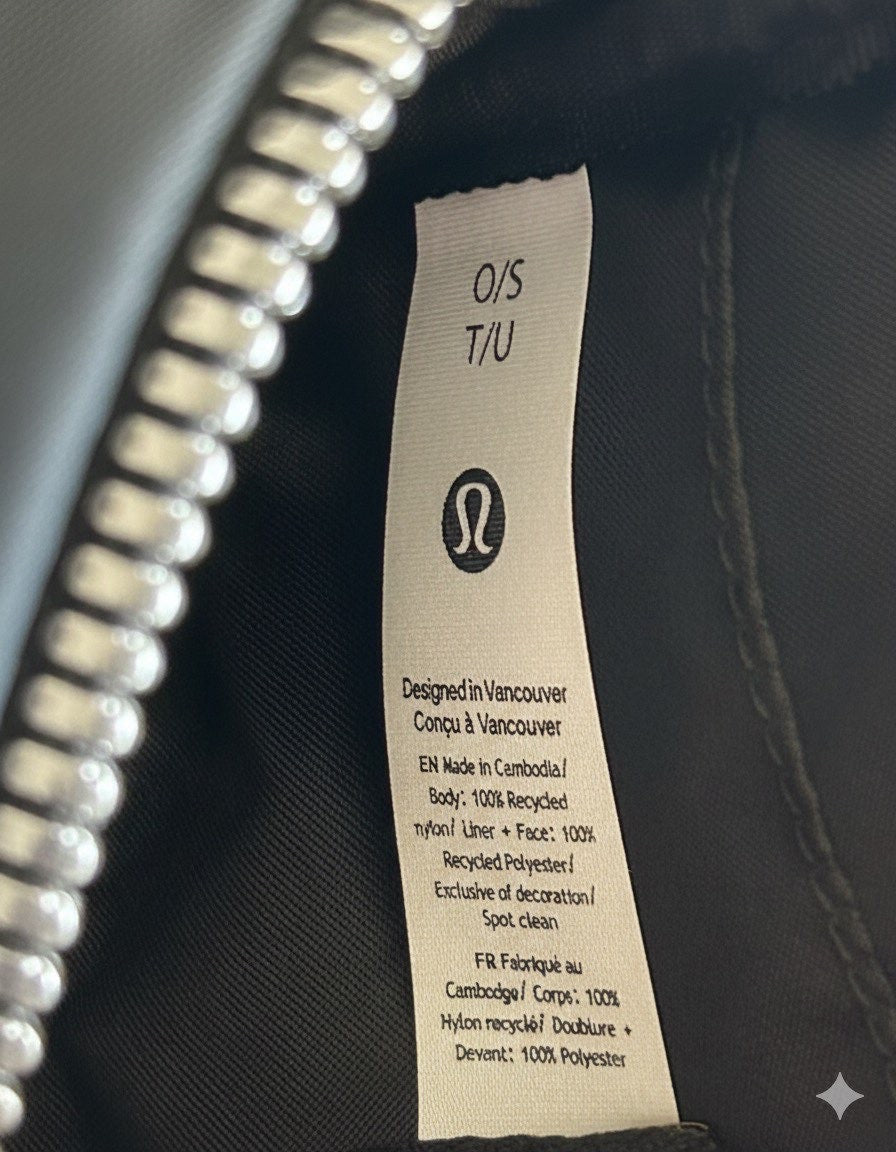 O/S
T/U
Designed in Vancouver
Conçu à Vancouver
EN Made in Cambodia/
Body: 100% Recycled
nylon/ Liner + Face: 100%
Recycled Polyester/
Exclusive of decoration/
Spot clean
FR Fabriqué au
Cambodge/ Corps: 100%
Hylon recyclé/ Doublure +
Devant: 100% Polyester